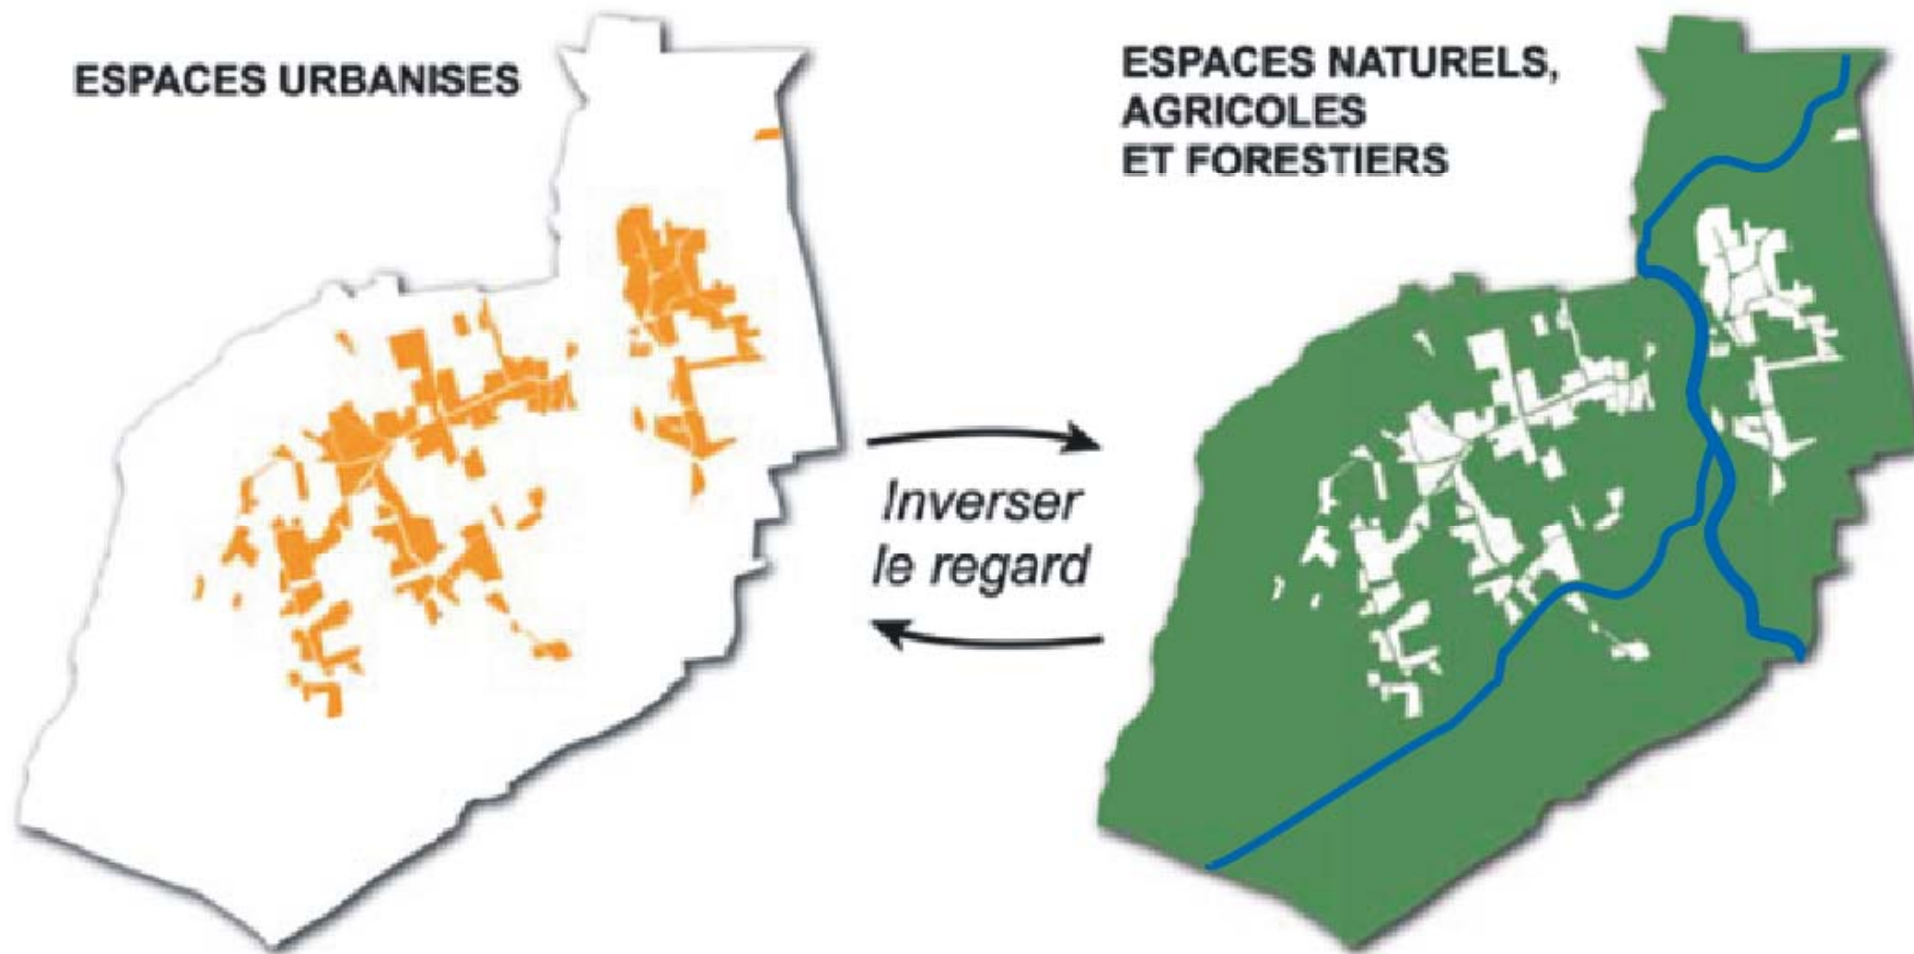 ESPACES URBANISES
ESPACES NATURELS,
AGRICOLES
ET FORESTIERS
Inverser
le regard